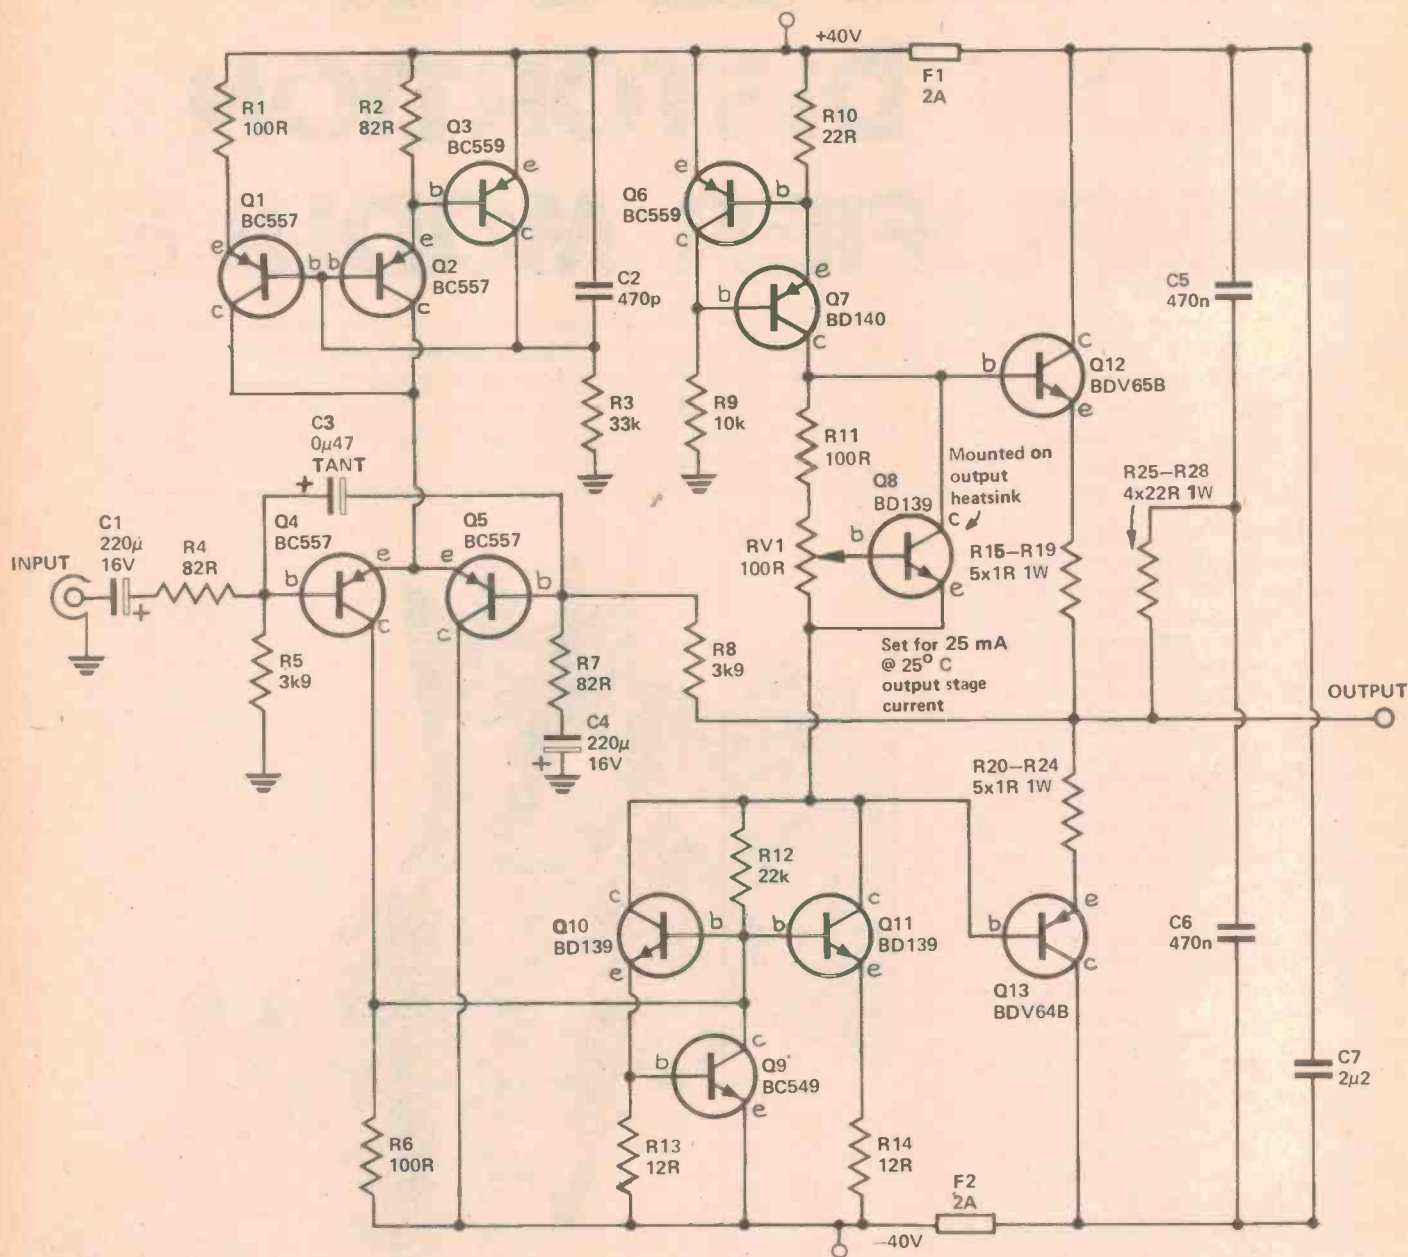 +40V
F1
2A
R1
100R
R2
82R
Q3
BC559
R10
22R
e
b
c
Q6
BC559
e
b
c
Q1
BC557
e
b
c
b
e
Q2
BC557
c
C2
470p
e
b
Q7
BD140
c
C5
470n
c
b
Q12
BDV65B
e
R3
33k
R9
10k
R11
100R
Mounted on
output
heatsink
C3
0µ47
TANT
+
Q8
BD139
c
b
e
R25–R28
4x22R 1W
INPUT
C1
220µ
16V
+
R4
82R
Q4
BC557
e
b
c
Q5
BC557
e
b
c
RV1
100R
R15–R19
5x1R 1W
R5
3k9
R7
82R
R8
3k9
Set for 25 mA
@ 25° C
output stage
current
OUTPUT
C4
220µ
16V
+
R20–R24
5x1R 1W
R12
22k
c
Q10
BD139
b
e
c
b
Q11
BD139
e
e
b
c
Q13
BDV64B
C6
470n
c
b
Q9
BC549
e
C7
2µ2
R6
100R
R13
12R
R14
12R
F2
2A
–40V